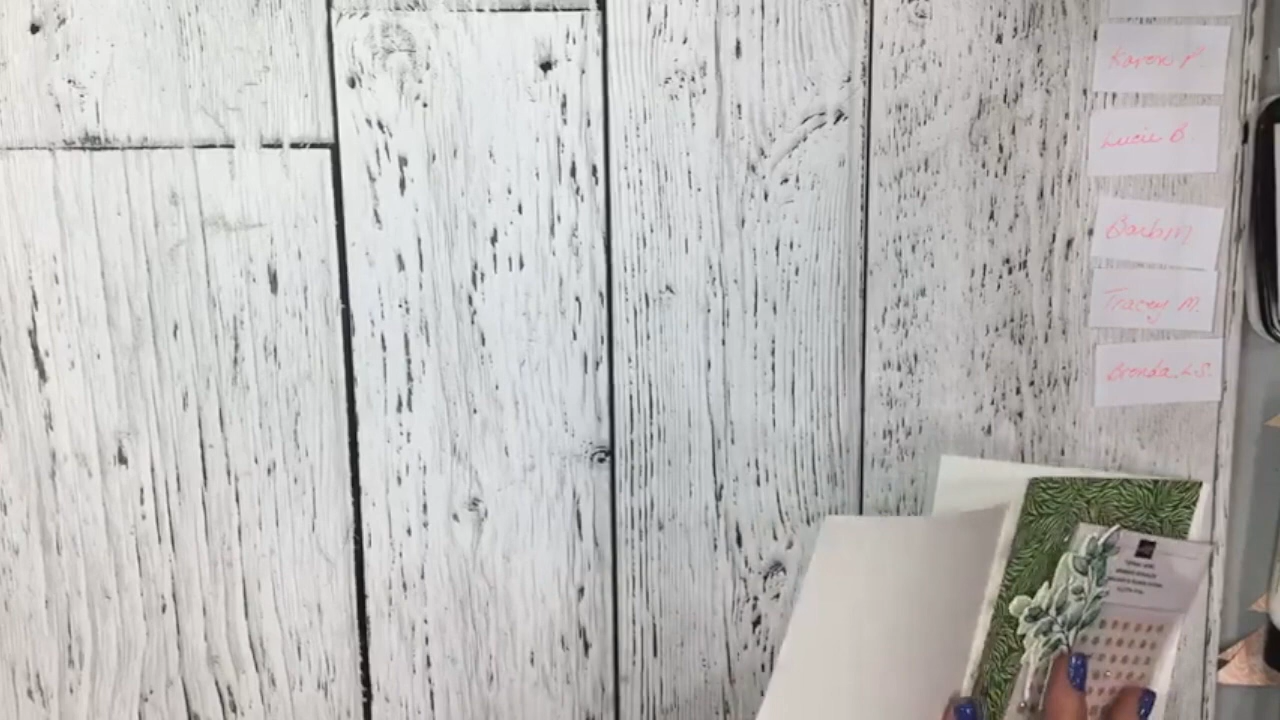 Karen P.
Lucie B.
Barb M
Tracey M.
Brenda L.S.